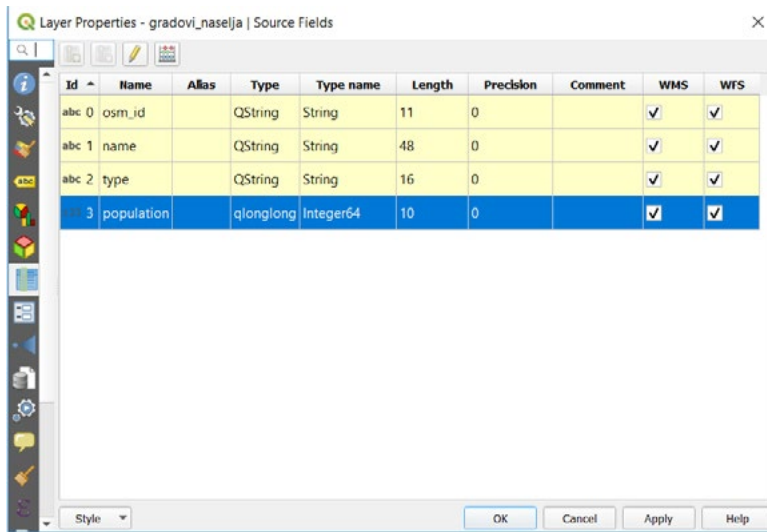 Layer Properties - gradovi_naselja | Source Fields
Id Name Alias Type Type name Length Precision Comment WMS WFS
abc 0 osm_id QString String 11 0
abc 1 name QString String 48 0
abc 2 type QString String 16 0
123 3 population qlonglong Integer64 10 0
abc
Style OK Cancel Apply Help